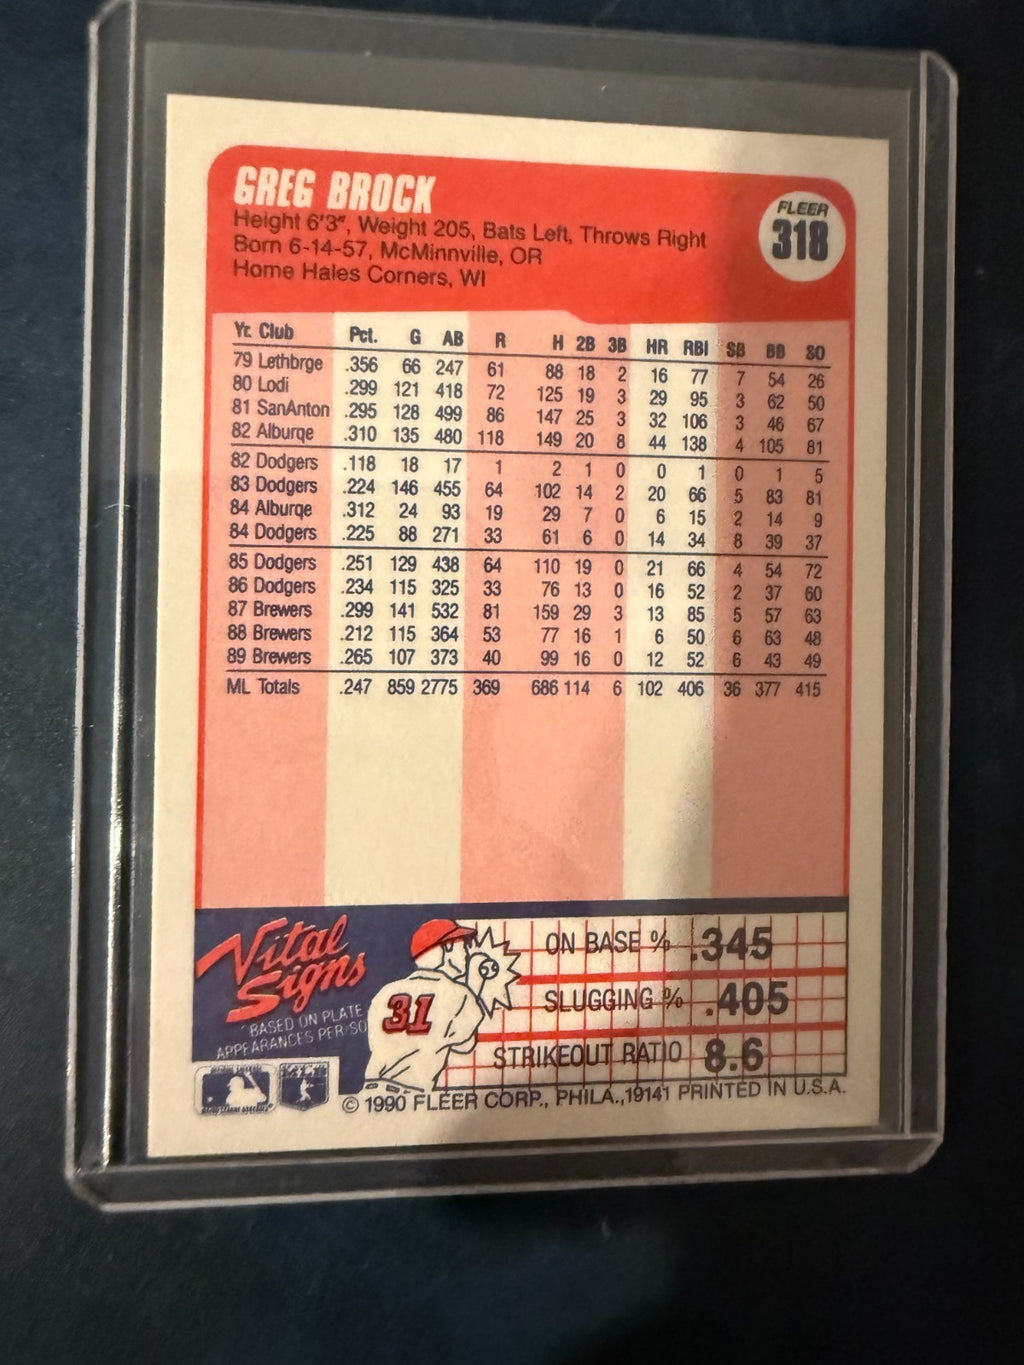 GREG BROCK
Height 6'3", Weight 205, Bats Left, Throws Right
Born 6-14-57, McMinnville, OR
Home Hales Corners, WI
FLEER
318
Yr. Club Pct. G AB R H 2B 3B HR RBI SB BB SO
79 Lethbrge .356 66 247 61 88 18 2 16 77 7 54 26
80 Lodi .299 121 418 72 125 19 3 29 95 3 62 50
81 SanAnton .295 128 499 86 147 25 3 32 106 3 46 67
82 Alburqe .310 135 480 118 149 20 8 44 138 4 105 81
82 Dodgers .118 18 17 1 2 1 0 0 1 0 1 5
83 Dodgers .224 146 455 64 102 14 2 20 66 5 83 81
84 Alburqe .312 24 93 19 29 7 0 6 15 2 14 9
84 Dodgers .225 88 271 33 61 6 0 14 34 8 39 37
85 Dodgers .251 129 438 64 110 19 0 21 66 4 54 72
86 Dodgers .234 115 325 33 76 13 0 16 52 2 37 60
87 Brewers .299 141 532 81 159 29 3 13 85 5 57 63
88 Brewers .212 115 364 53 77 16 1 6 50 6 63 48
89 Brewers .265 107 373 40 99 16 0 12 52 6 43 49
ML Totals .247 859 2775 369 686 114 6 102 406 36 377 415
Vital
Signs
BASED ON PLATE
APPEARANCES PER/SO
31
ON BASE % .345
SLUGGING % .405
STRIKEOUT RATIO 8.6
© 1990 FLEER CORP., PHILA., 19141 PRINTED IN U.S.A.